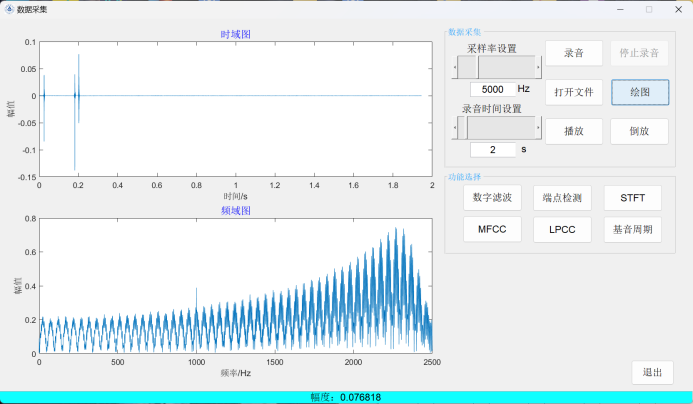 数据采集
时域图
0.1
0.05
0
-0.05
-0.1
-0.15
幅值
0 0.2 0.4 0.6 0.8 1 1.2 1.4 1.6 1.8 2
时间/s
频域图
0.8
0.6
0.4
0.2
0
幅值
0 500 1000 1500 2000 2500
频率/Hz
数据采集
采样率设置
5000 Hz
录音时间设置
2 s
录音 停止录音
打开文件 绘图
播放 倒放
功能选择
数字滤波 端点检测 STFT
MFCC LPCC 基音周期
退出
幅度：0.076818